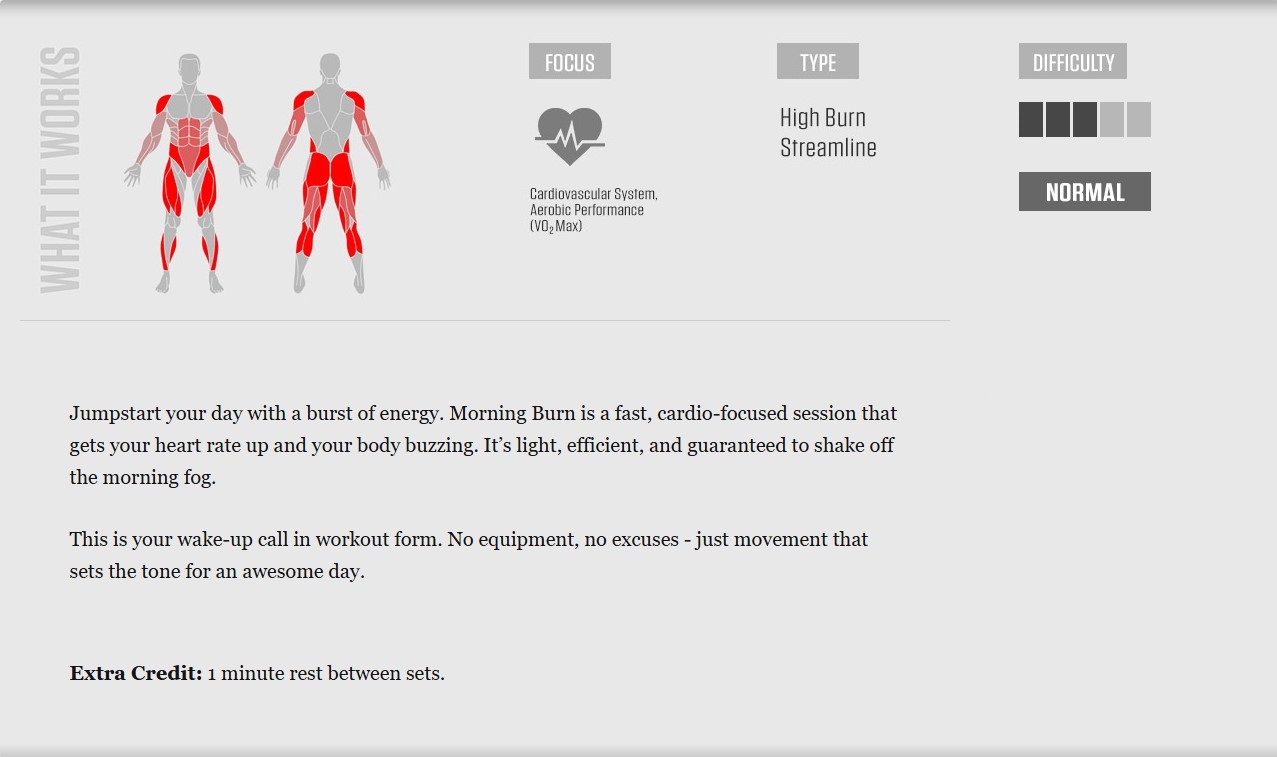 WHAT IT WORKS
FOCUS
Cardiovascular System,
Aerobic Performance
(VO₂ Max)
TYPE
High Burn
Streamline
DIFFICULTY
NORMAL
Jumpstart your day with a burst of energy. Morning Burn is a fast, cardio-focused session that
gets your heart rate up and your body buzzing. It’s light, efficient, and guaranteed to shake off
the morning fog.
This is your wake-up call in workout form. No equipment, no excuses - just movement that
sets the tone for an awesome day.
Extra Credit: 1 minute rest between sets.